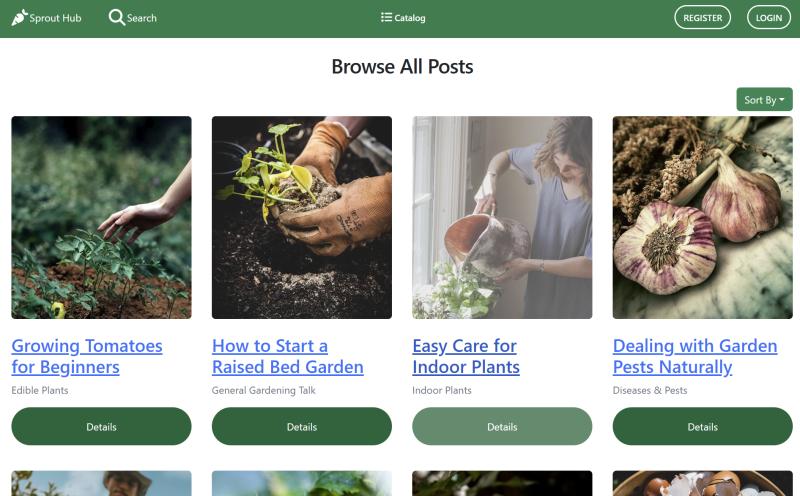 Sprout Hub
Search
Catalog
REGISTER
LOGIN
Browse All Posts
Sort By
Growing Tomatoes
for Beginners
Edible Plants
Details
How to Start a
Raised Bed Garden
General Gardening Talk
Details
Easy Care for
Indoor Plants
Indoor Plants
Details
Dealing with Garden
Pests Naturally
Diseases & Pests
Details